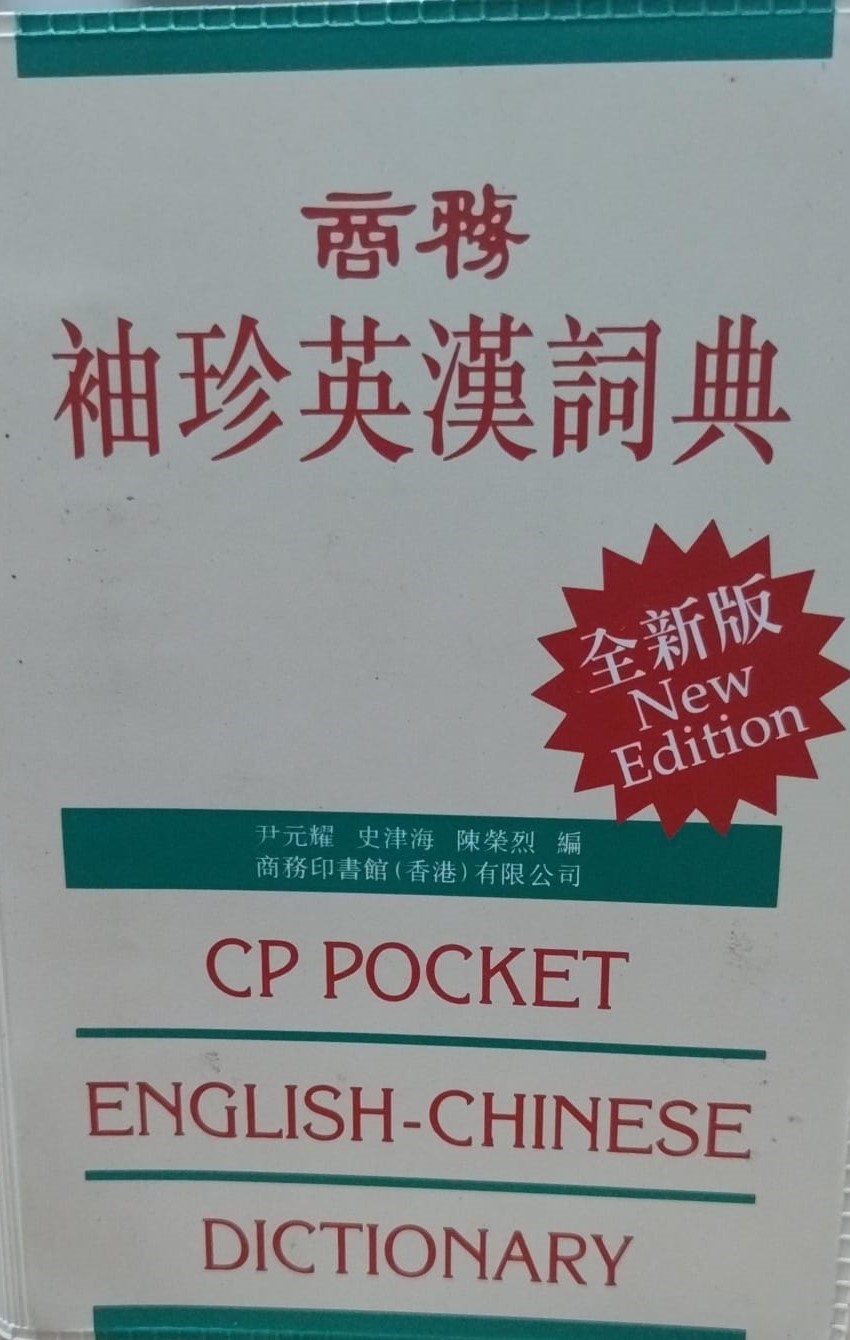 商務
袖珍英漢詞典
全新版
New
Edition
尹元耀 史津海 陳榮烈 編
商務印書館(香港)有限公司
CP POCKET
ENGLISH-CHINESE
DICTIONARY